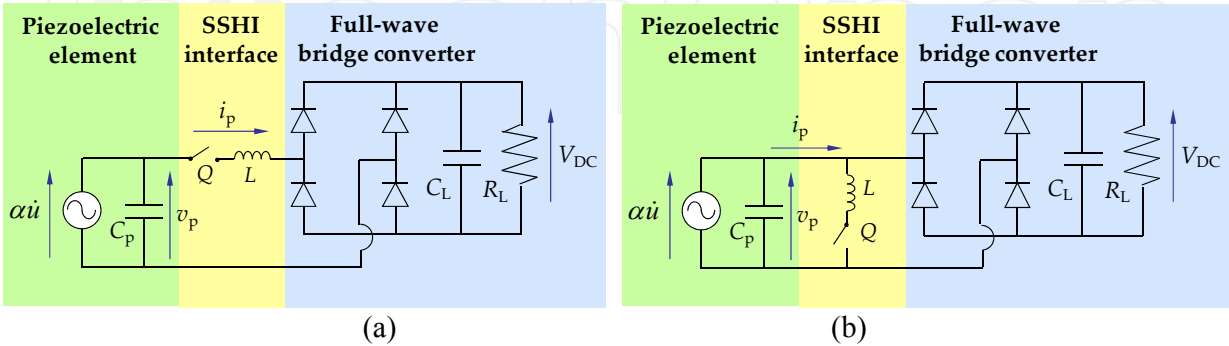 Piezoelectric element
SSHI interface
Full-wave bridge converter
i_p
Q
L
αu̇
C_p
v_p
C_L
R_L
V_DC
(a)
Piezoelectric element
SSHI interface
Full-wave bridge converter
i_p
L
Q
αu̇
C_p
v_p
C_L
R_L
V_DC
(b)